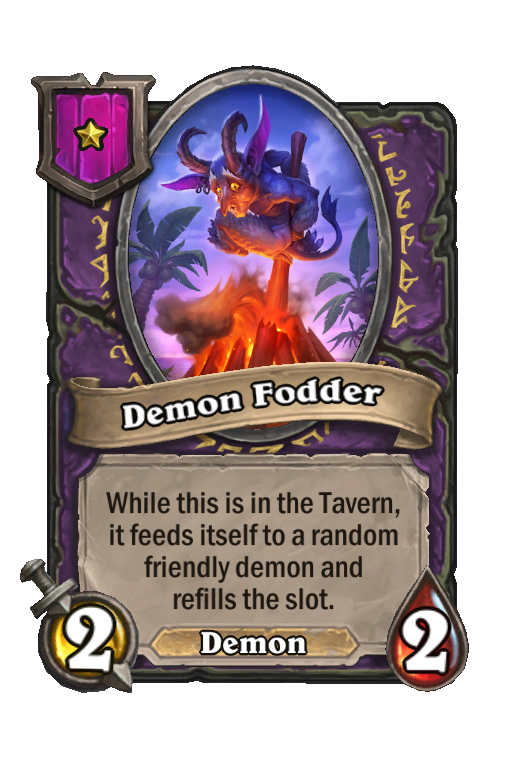 Demon Fodder
While this is in the Tavern,
it feeds itself to a random
friendly demon and
refills the slot.
2
Demon
2